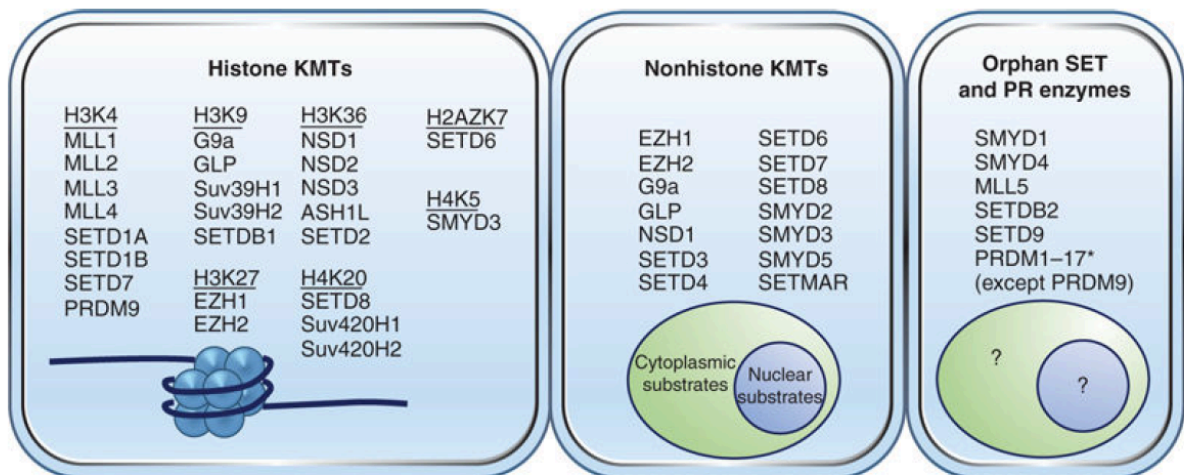 Histone KMTs
H3K4
MLL1
MLL2
MLL3
MLL4
SETD1A
SETD1B
SETD7
PRDM9
H3K9
G9a
GLP
Suv39H1
Suv39H2
SETDB1
H3K27
EZH1
EZH2
H3K36
NSD1
NSD2
NSD3
ASH1L
SETD2
H4K20
SETD8
Suv420H1
Suv420H2
H2AZK7
SETD6
H4K5
SMYD3
Nonhistone KMTs
EZH1
EZH2
G9a
GLP
NSD1
SETD3
SETD4
SETD6
SETD7
SETD8
SMYD2
SMYD3
SMYD5
SETMAR
Cytoplasmic
substrates
Nuclear
substrates
Orphan SET
and PR enzymes
SMYD1
SMYD4
MLL5
SETDB2
SETD9
PRDM1–17*
(except PRDM9)
?
?